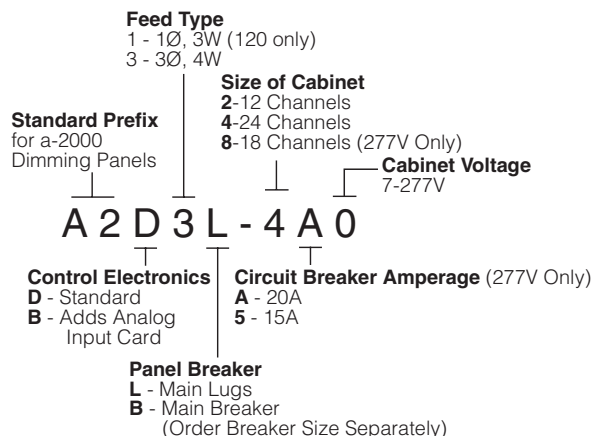 Feed Type
1 - 1Ø, 3W (120 only)
3 - 3Ø, 4W
Size of Cabinet
2-12 Channels
4-24 Channels
8-18 Channels (277V Only)
Standard Prefix
for a-2000
Dimming Panels
Cabinet Voltage
7-277V
A 2 D 3 L - 4 A 0
Control Electronics
D - Standard
B - Adds Analog
Input Card
Circuit Breaker Amperage (277V Only)
A - 20A
5 - 15A
Panel Breaker
L - Main Lugs
B - Main Breaker
(Order Breaker Size Separately)